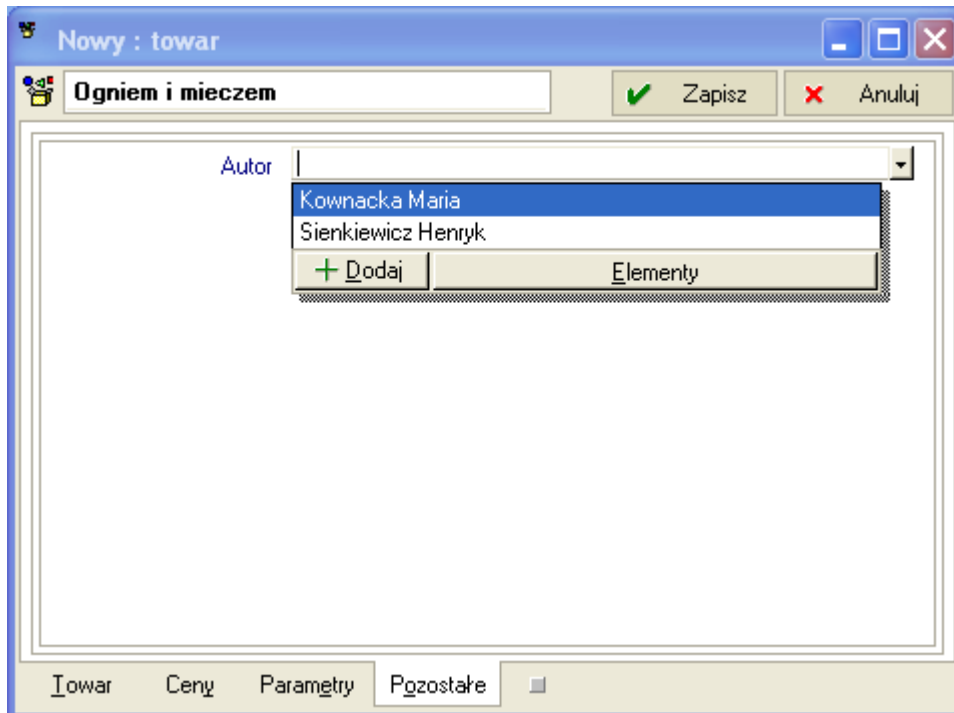 Nowy : towar
Ogniem i mieczem Zapisz Anuluj
Autor
Kownacka Maria
Sienkiewicz Henryk
Dodaj Elementy
Towar Ceny Parametry Pozostałe